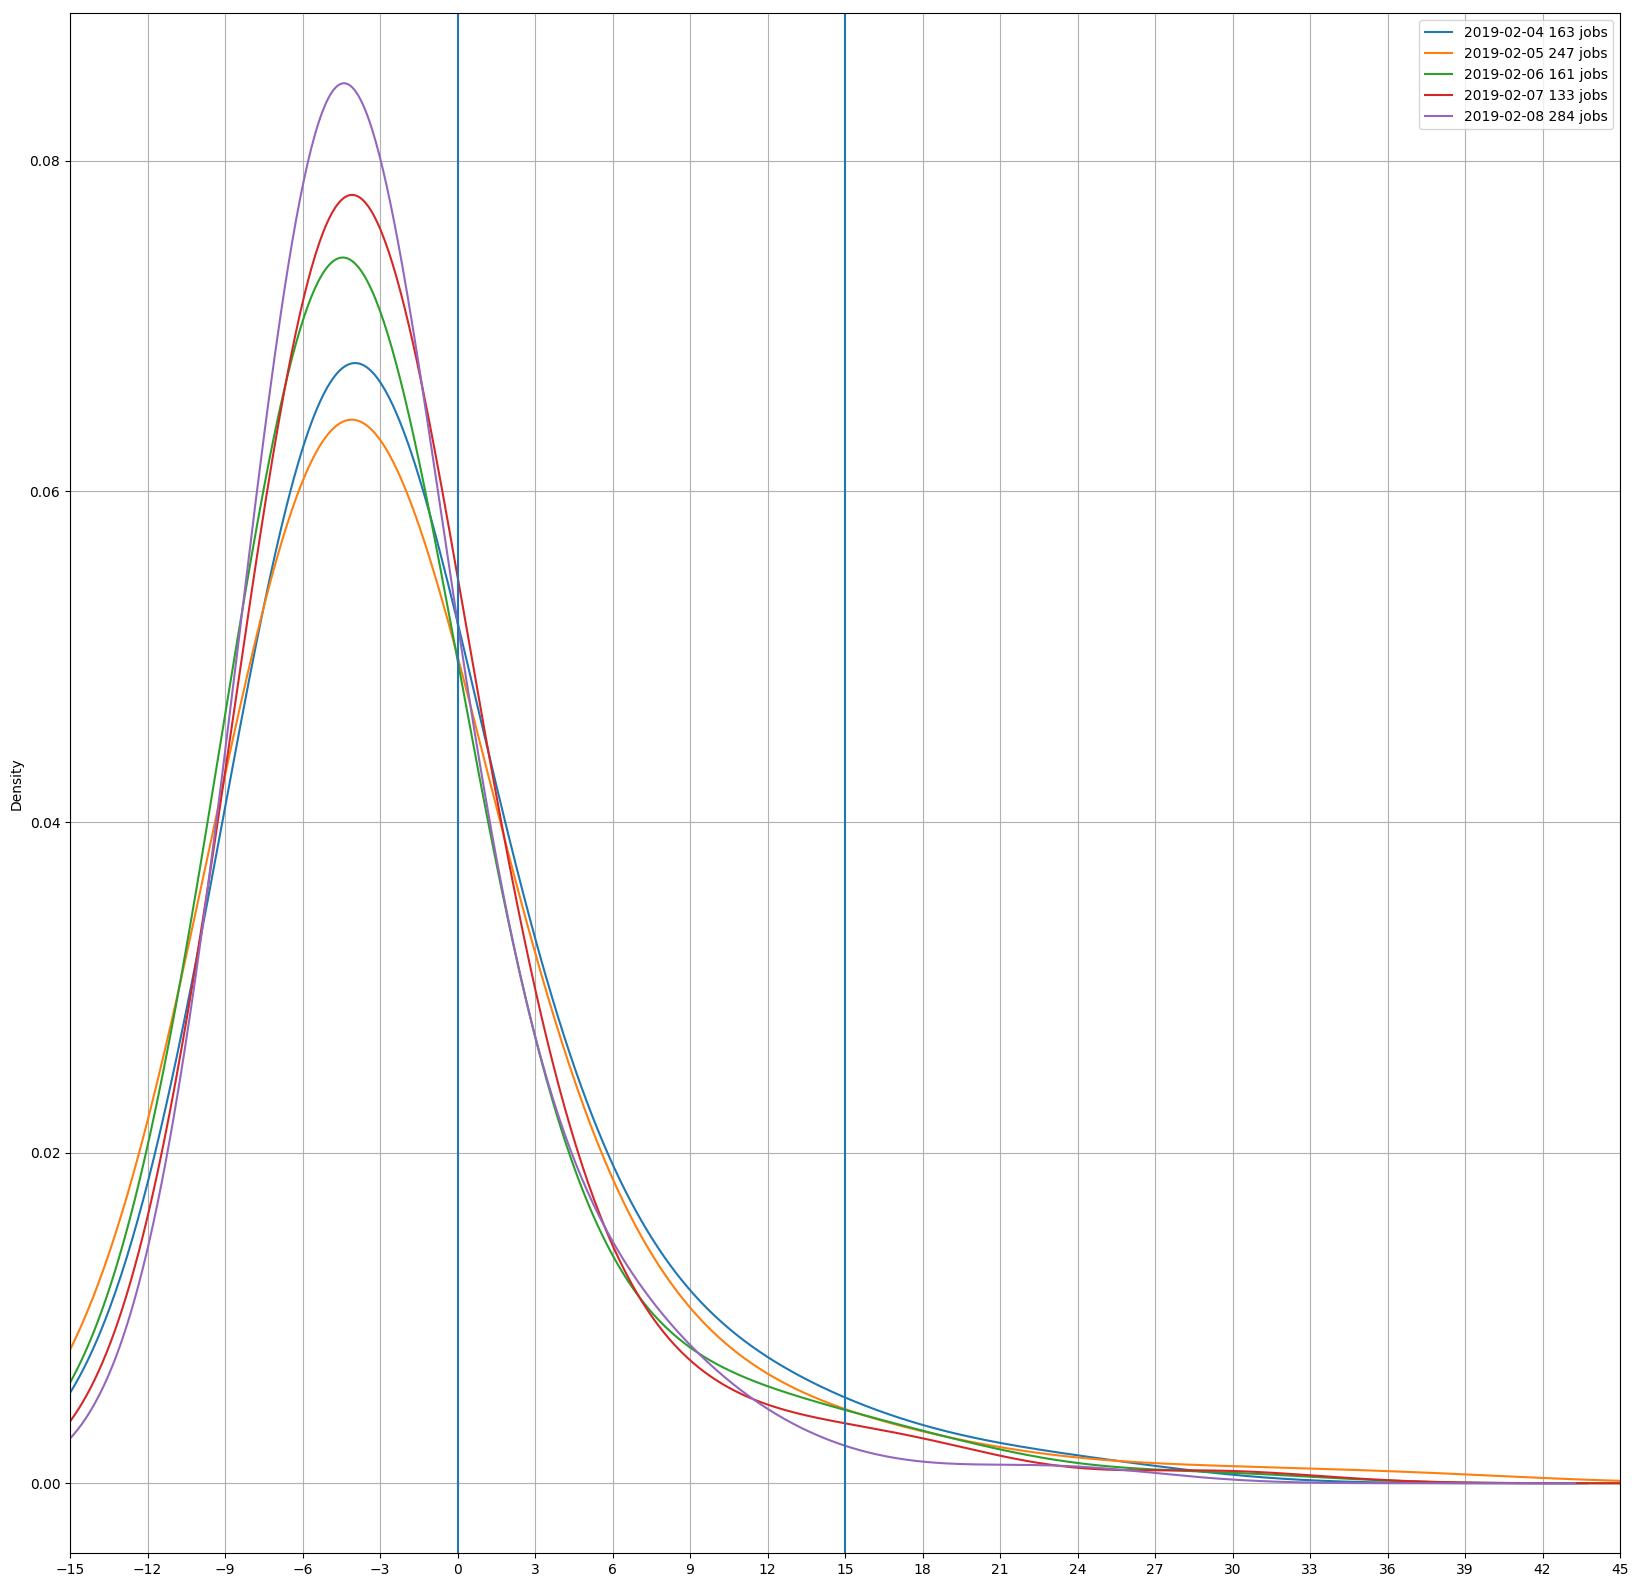 2019-02-04 163 jobs
2019-02-05 247 jobs
2019-02-06 161 jobs
2019-02-07 133 jobs
2019-02-08 284 jobs
Density
0.08
0.06
0.04
0.02
0.00
−15 −12 −9 −6 −3 0 3 6 9 12 15 18 21 24 27 30 33 36 39 42 45